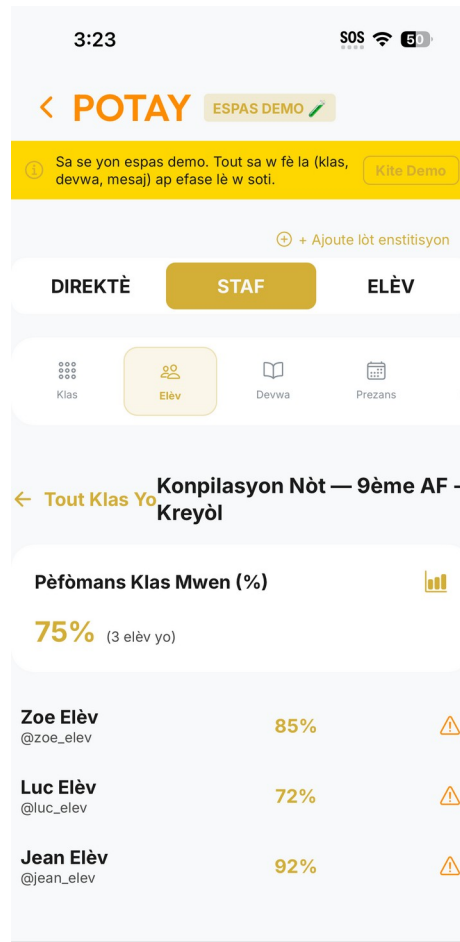 3:23
SOS
50
POTAY
ESPAS DEMO
Sa se yon espas demo. Tout sa w fè la (klas,
devwa, mesaj) ap efase lè w soti.
Kite Demo
+ Ajoute lòt enstitisyon
DIREKTÈ
STAF
ELÈV
Klas
Elèv
Devwa
Prezans
Tout Klas Yo
Konpilasyon Nòt — 9ème AF -
Kreyòl
Pèfòmans Klas Mwen (%)
75% (3 elèv yo)
Zoe Elèv
85%
@zoe_elev
Luc Elèv
72%
@luc_elev
Jean Elèv
92%
@jean_elev